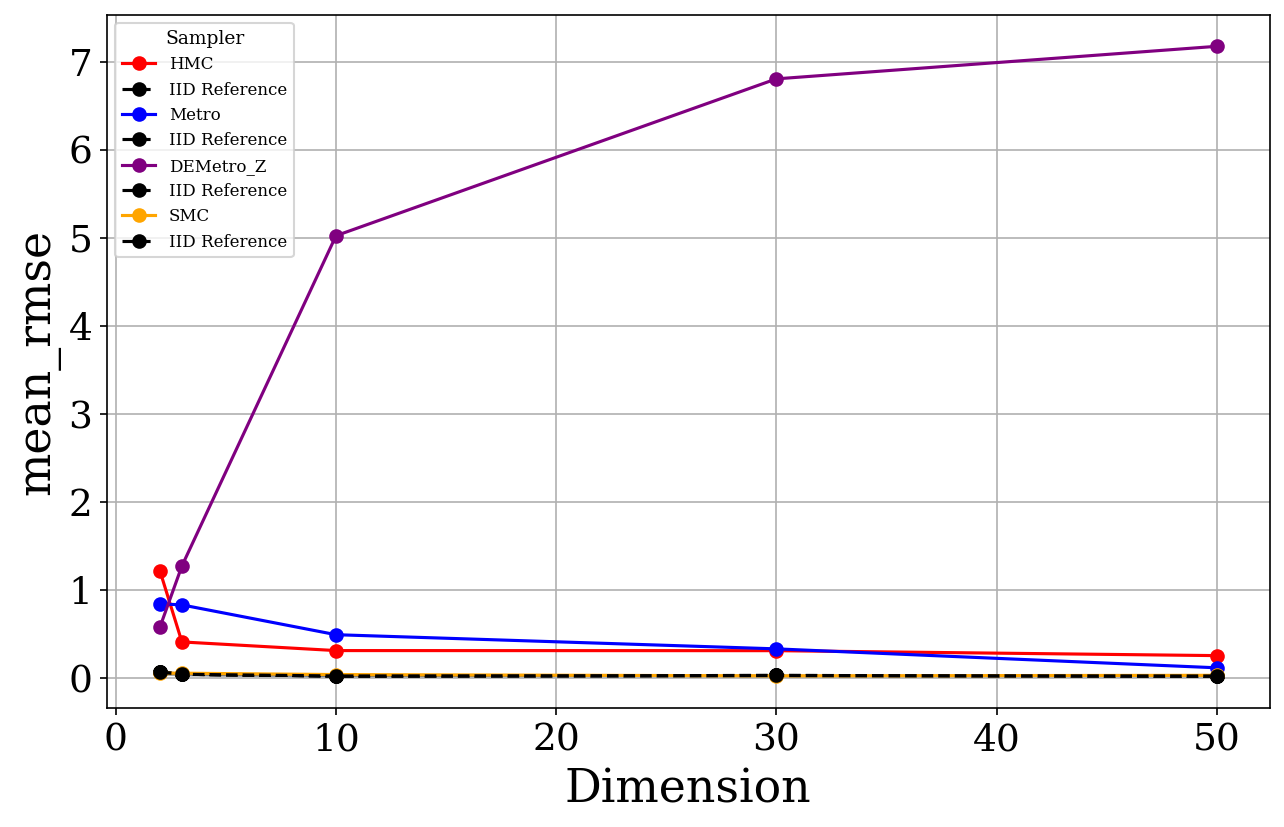 Sampler
HMC
IID Reference
Metro
IID Reference
DEMetro_Z
IID Reference
SMC
IID Reference
mean_rmse
7
6
5
4
3
2
1
0
0 10 20 30 40 50
Dimension